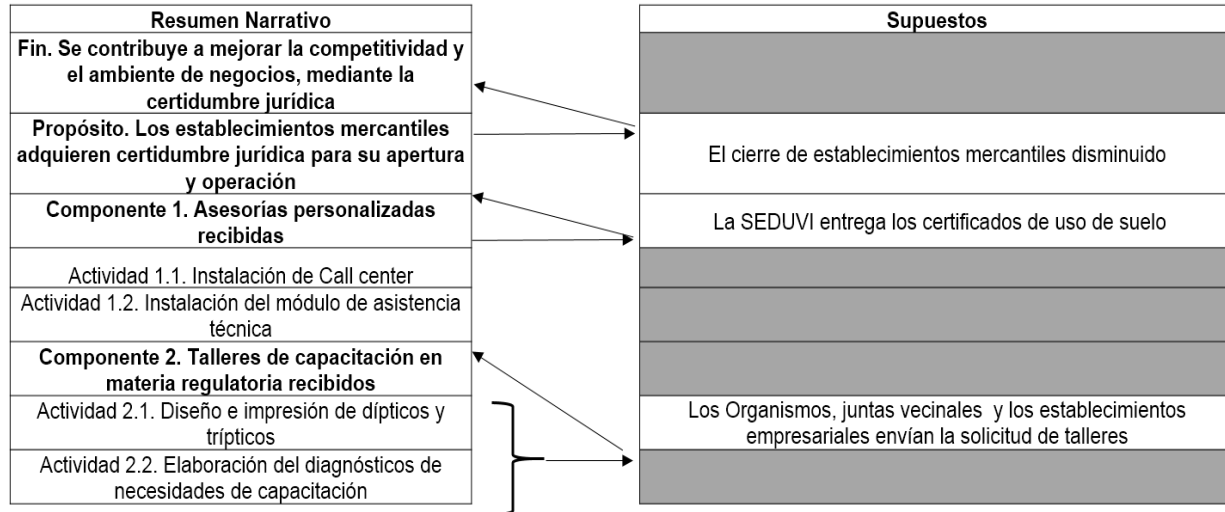 Resumen Narrativo
Fin. Se contribuye a mejorar la competitividad y
el ambiente de negocios, mediante la
certidumbre jurídica
Propósito. Los establecimientos mercantiles
adquieren certidumbre jurídica para su apertura
y operación
Componente 1. Asesorías personalizadas
recibidas
Actividad 1.1. Instalación de Call center
Actividad 1.2. Instalación del módulo de asistencia
técnica
Componente 2. Talleres de capacitación en
materia regulatoria recibidos
Actividad 2.1. Diseño e impresión de dípticos y
trípticos
Actividad 2.2. Elaboración del diagnósticos de
necesidades de capacitación
Supuestos
El cierre de establecimientos mercantiles disminuido
La SEDUVI entrega los certificados de uso de suelo
Los Organismos, juntas vecinales y los establecimientos
empresariales envían la solicitud de talleres